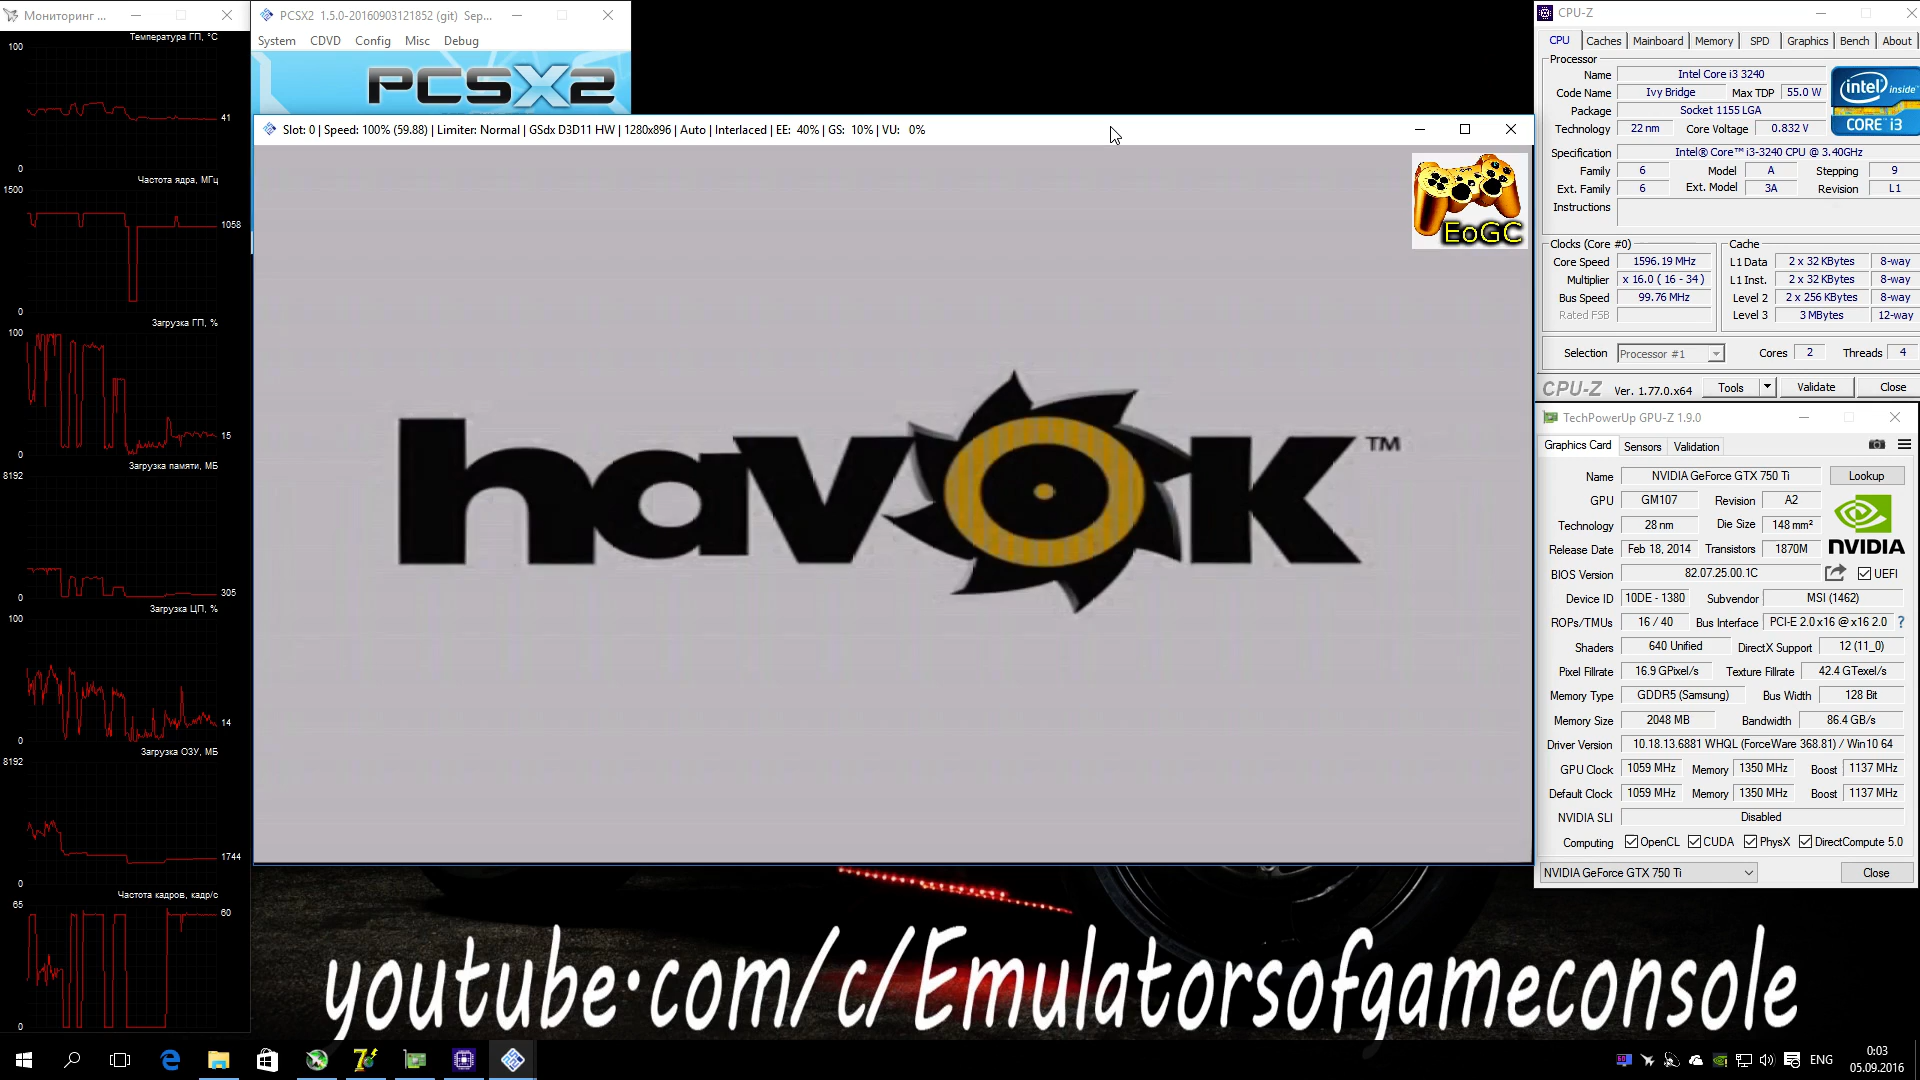 Мониторинг ...
Температура ГП, °C
100
41
0
Частота ядра, МГц
1500
1058
0
Загрузка ГП, %
100
15
0
Загрузка памяти, МБ
8192
305
0
Загрузка ЦП, %
100
14
0
Загрузка ОЗУ, МБ
8192
1744
0
Частота кадров, кадр/с
65
60
0
PCSX2 1.5.0-20160903121852 (git) Sep...
System CDVD Config Misc Debug
PCSX2
Slot: 0 | Speed: 100% (59.88) | Limiter: Normal | GSdx D3D11 HW | 1280x896 | Auto | Interlaced | EE: 40% | GS: 10% | VU: 0%
EoGC
havok™
youtube.com/c/Emulatorsofgameconsole
CPU-Z
CPU Caches Mainboard Memory SPD Graphics Bench About
Processor
Name Intel Core i3 3240
Code Name Ivy Bridge Max TDP 55.0 W
Package Socket 1155 LGA
Technology 22 nm Core Voltage 0.832 V
intel inside™
CORE i3
Specification Intel® Core™ i3-3240 CPU @ 3.40GHz
Family 6 Model A Stepping 9
Ext. Family 6 Ext. Model 3A Revision L1
Instructions
Clocks (Core #0)
Core Speed 1596.19 MHz
Multiplier x 16.0 ( 16 - 34 )
Bus Speed 99.76 MHz
Rated FSB
Cache
L1 Data 2 x 32 KBytes 8-way
L1 Inst. 2 x 32 KBytes 8-way
Level 2 2 x 256 KBytes 8-way
Level 3 3 MBytes 12-way
Selection Processor #1 Cores 2 Threads 4
CPU-Z Ver. 1.77.0.x64 Tools Validate Close
TechPowerUp GPU-Z 1.9.0
Graphics Card Sensors Validation
Name NVIDIA GeForce GTX 750 Ti Lookup
GPU GM107 Revision A2
Technology 28 nm Die Size 148 mm²
Release Date Feb 18, 2014 Transistors 1870M
NVIDIA
BIOS Version 82.07.25.00.1C UEFI
Device ID 10DE - 1380 Subvendor MSI (1462)
ROPs/TMUs 16 / 40 Bus Interface PCI-E 2.0 x16 @ x16 2.0 ?
Shaders 640 Unified DirectX Support 12 (11_0)
Pixel Fillrate 16.9 GPixel/s Texture Fillrate 42.4 GTexel/s
Memory Type GDDR5 (Samsung) Bus Width 128 Bit
Memory Size 2048 MB Bandwidth 86.4 GB/s
Driver Version 10.18.13.6881 WHQL (ForceWare 368.81) / Win10 64
GPU Clock 1059 MHz Memory 1350 MHz Boost 1137 MHz
Default Clock 1059 MHz Memory 1350 MHz Boost 1137 MHz
NVIDIA SLI Disabled
Computing OpenCL CUDA PhysX DirectCompute 5.0
NVIDIA GeForce GTX 750 Ti Close
ENG
0:03
05.09.2016